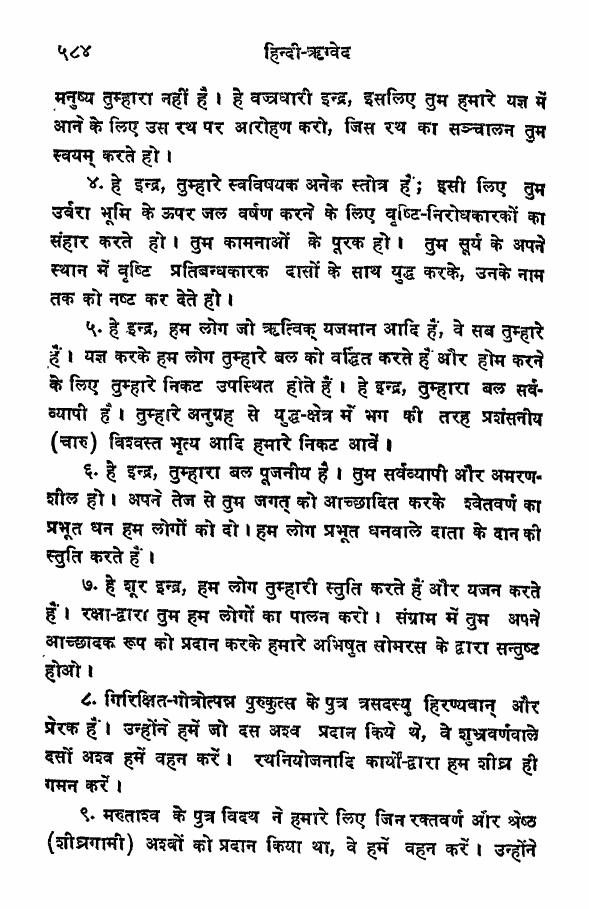 ५८४ हिन्दी-ऋग्वेद
मनुष्य तुम्हारा नहीं है। हे वज्रधारी इन्द्र, इसलिए तुम हमारे यज्ञ में
आने के लिए उस रथ पर आरोहण करो, जिस रथ का सञ्चालन तुम
स्वयम् करते हो।
४. हे इन्द्र, तुम्हारे स्वविषयक अनेक स्तोत्र हैं; इसी लिए तुम
उर्वरा भूमि के ऊपर जल वर्षण करने के लिए वृष्टि-निरोधकारकों का
संहार करते हो। तुम कामनाओं के पूरक हो। तुम सूर्य के अपने
स्थान में वृष्टि प्रतिबन्धकारक दासों के साथ युद्ध करके, उनके नाम
तक को नष्ट कर देते हो।
५. हे इन्द्र, हम लोग जो ऋत्विक् यजमान आदि हैं, वे सब तुम्हारे
हैं। यज्ञ करके हम लोग तुम्हारे बल को वर्द्धित करते हैं और होम करने
के लिए तुम्हारे निकट उपस्थित होते हैं। हे इन्द्र, तुम्हारा बल सर्व-
व्यापी है। तुम्हारे अनुग्रह से युद्ध-क्षेत्र में भग की तरह प्रशंसनीय
(चारु) विश्वस्त भृत्य आदि हमारे निकट आवें।
६. हे इन्द्र, तुम्हारा बल पूजनीय है। तुम सर्वव्यापी और अमरण-
शील हो। अपने तेज से तुम जगत् को आच्छादित करके श्वेतवर्ण का
प्रभूत धन हम लोगों को दो। हम लोग प्रभूत धनवाले दाता के दान की
स्तुति करते हैं।
७. हे शूर इन्द्र, हम लोग तुम्हारी स्तुति करते हैं और यजन करते
हैं। रक्षा-द्वारा तुम हम लोगों का पालन करो। संग्राम में तुम अपने
आच्छादक रूप को प्रदान करके हमारे अभिषुत सोमरस के द्वारा सन्तुष्ट
होओ।
८. गिरिक्षित-गोत्रोत्पन्न पुरुकुत्स के पुत्र त्रसदस्यु हिरण्यवान् और
प्रेरक हैं। उन्होंने हमें जो दस अश्व प्रदान किये थे, वे शुभ्रवर्णवाले
दसों अश्व हमें वहन करें। रथनियोजनादि कार्यों-द्वारा हम शीघ्र ही
गमन करें।
९. मरुताश्व के पुत्र विदथ ने हमारे लिए जिन रक्तवर्ण और श्रेष्ठ
(शीघ्रगामी) अश्वों को प्रदान किया था, वे हमें वहन करें। उन्होंने